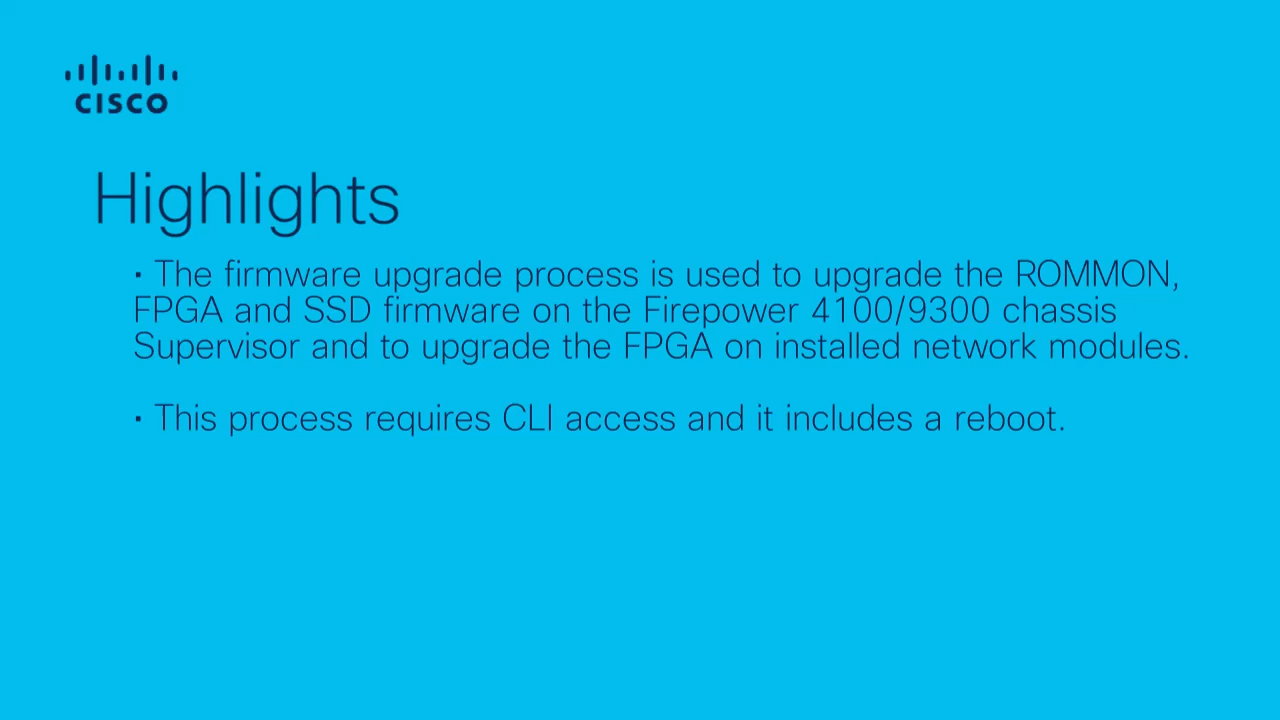 CISCO
Highlights
· The firmware upgrade process is used to upgrade the ROMMON,
FPGA and SSD firmware on the Firepower 4100/9300 chassis
Supervisor and to upgrade the FPGA on installed network modules.
· This process requires CLI access and it includes a reboot.